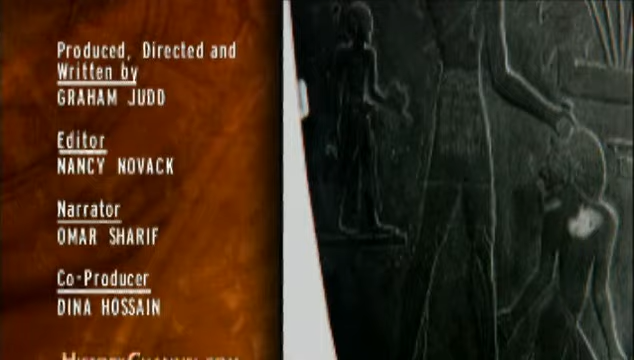 Produced, Directed and
Written by
GRAHAM JUDD
Editor
NANCY NOVACK
Narrator
OMAR SHARIF
Co-Producer
DINA HOSSAIN